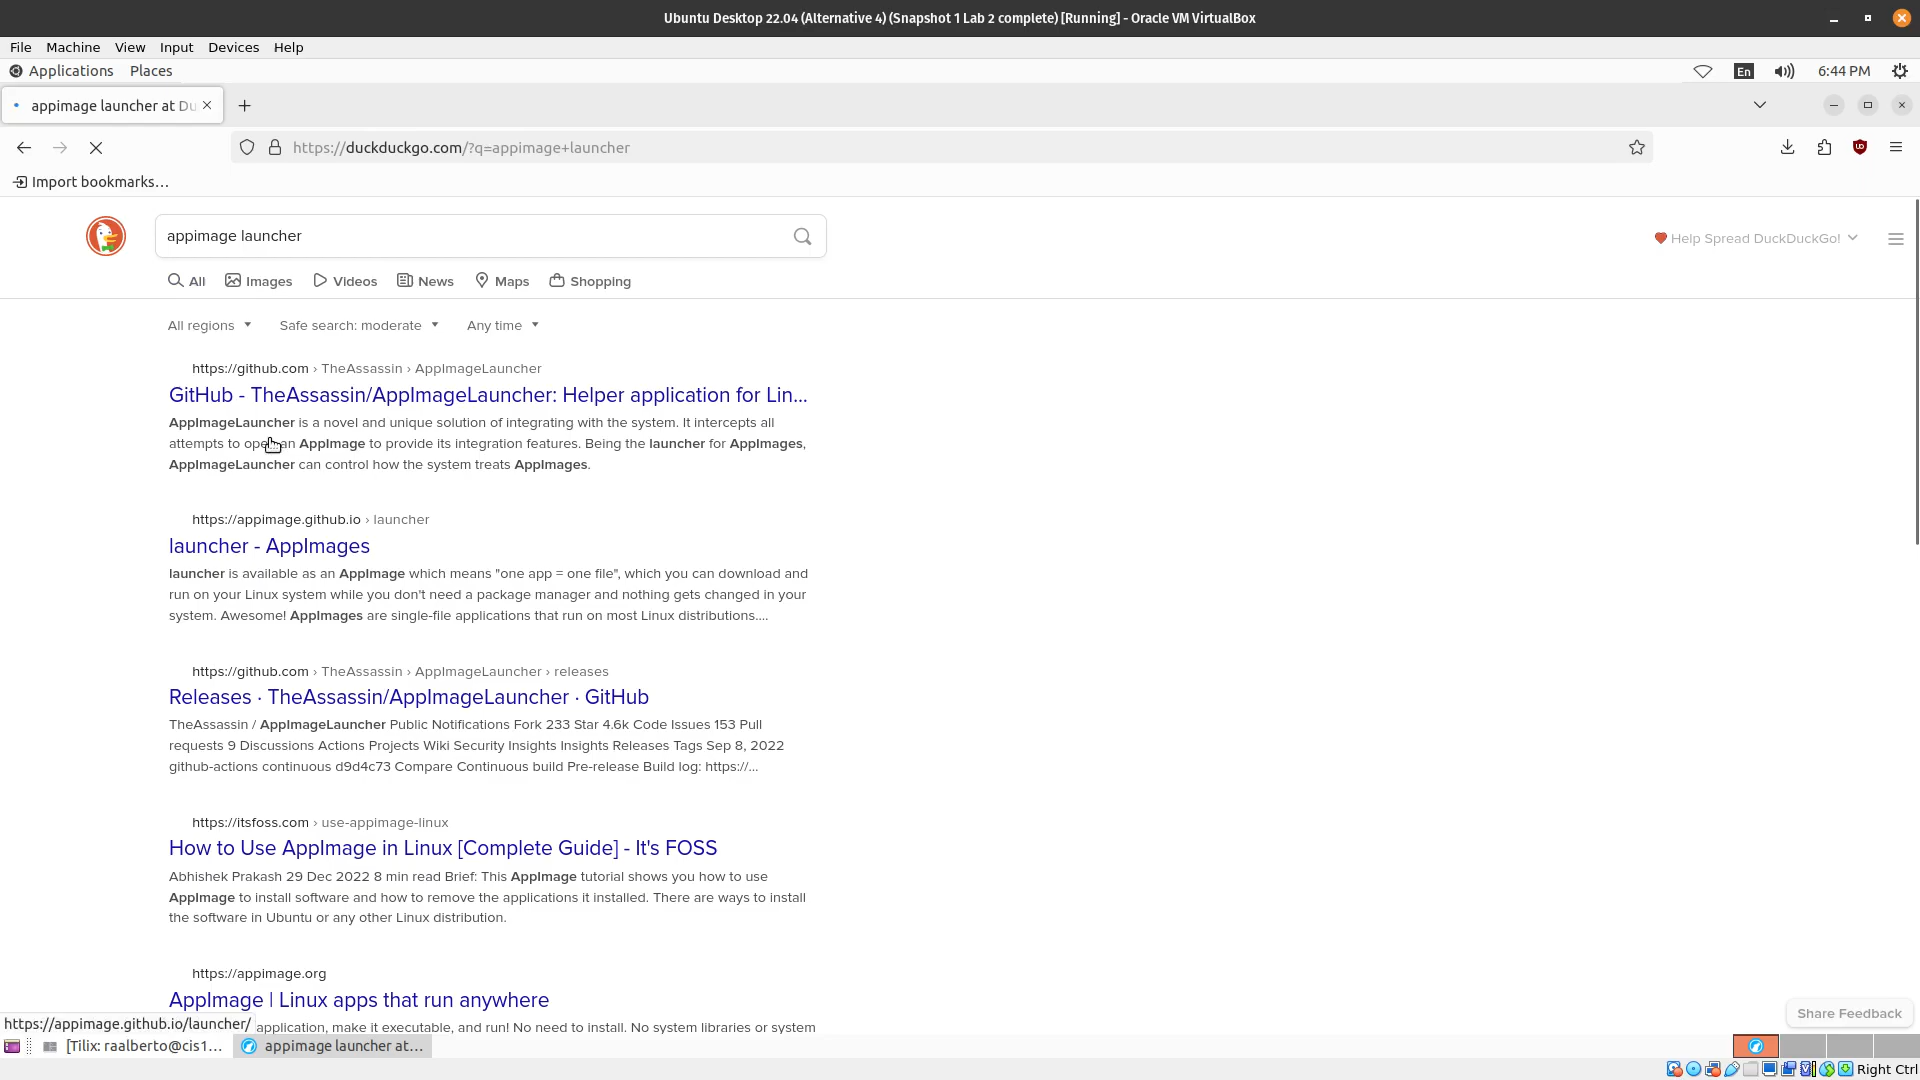 Ubuntu Desktop 22.04 (Alternative 4) (Snapshot 1 Lab 2 complete) [Running] - Oracle VM VirtualBox
File Machine View Input Devices Help
Applications Places En 6:44 PM
appimage launcher at Du
https://duckduckgo.com/?q=appimage+launcher
Import bookmarks…
appimage launcher
Help Spread DuckDuckGo!
All Images Videos News Maps Shopping
All regions Safe search: moderate Any time
https://github.com › TheAssassin › AppImageLauncher
GitHub - TheAssassin/AppImageLauncher: Helper application for Lin...
AppImageLauncher is a novel and unique solution of integrating with the system. It intercepts all
attempts to open an AppImage to provide its integration features. Being the launcher for AppImages,
AppImageLauncher can control how the system treats AppImages.
https://appimage.github.io › launcher
launcher - AppImages
launcher is available as an AppImage which means "one app = one file", which you can download and
run on your Linux system while you don't need a package manager and nothing gets changed in your
system. Awesome! AppImages are single-file applications that run on most Linux distributions....
https://github.com › TheAssassin › AppImageLauncher › releases
Releases · TheAssassin/AppImageLauncher · GitHub
TheAssassin / AppImageLauncher Public Notifications Fork 233 Star 4.6k Code Issues 153 Pull
requests 9 Discussions Actions Projects Wiki Security Insights Insights Releases Tags Sep 8, 2022
github-actions continuous d9d4c73 Compare Continuous build Pre-release Build log: https://...
https://itsfoss.com › use-appimage-linux
How to Use AppImage in Linux [Complete Guide] - It's FOSS
Abhishek Prakash 29 Dec 2022 8 min read Brief: This AppImage tutorial shows you how to use
AppImage to install software and how to remove the applications it installed. There are ways to install
the software in Ubuntu or any other Linux distribution.
https://appimage.org
AppImage | Linux apps that run anywhere
Share Feedback
https://appimage.github.io/launcher/
application, make it executable, and run! No need to install. No system libraries or system
[Tilix: raalberto@cis1... appimage launcher at...
Right Ctrl